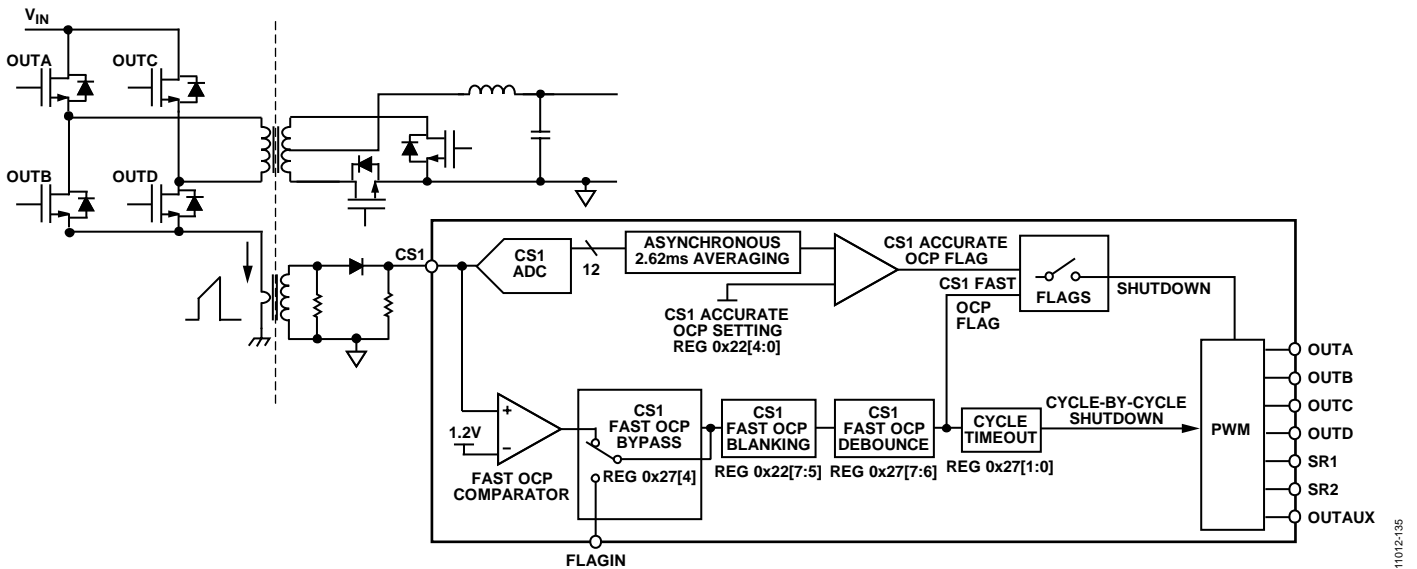 VIN
OUTA
OUTC
OUTB
OUTD
CS1
CS1
ADC
12
ASYNCHRONOUS
2.62ms AVERAGING
CS1 ACCURATE
OCP FLAG
CS1 ACCURATE
OCP SETTING
REG 0x22[4:0]
CS1 FAST
OCP
FLAG
FLAGS
SHUTDOWN
1.2V
+
–
FAST OCP
COMPARATOR
CS1
FAST OCP
BYPASS
REG 0x27[4]
FLAGIN
CS1
FAST OCP
BLANKING
REG 0x22[7:5]
CS1
FAST OCP
DEBOUNCE
REG 0x27[7:6]
CYCLE
TIMEOUT
REG 0x27[1:0]
CYCLE-BY-CYCLE
SHUTDOWN
PWM
OUTA
OUTB
OUTC
OUTD
SR1
SR2
OUTAUX
11012-135